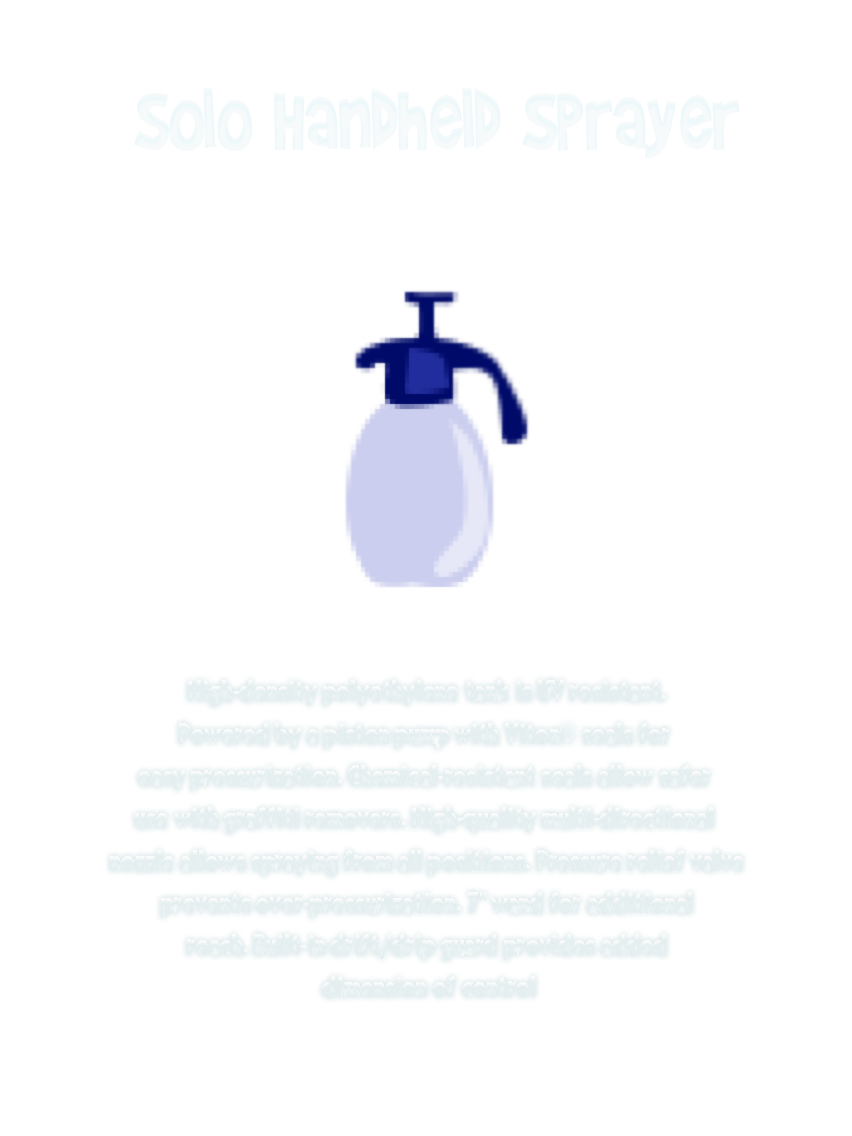 Solo Handheld Sprayer
High-density polyethylene tank is UV resistant.
Powered by a piston pump with Viton® seals for
easy pressurization. Chemical-resistant seals allow safer
use with graffiti removers. High-quality multi-directional
nozzle allows spraying from all positions. Pressure relief valve
prevents over-pressurization. 7" wand for additional
reach. Built-in drift/drip guard provides added
dimension of control